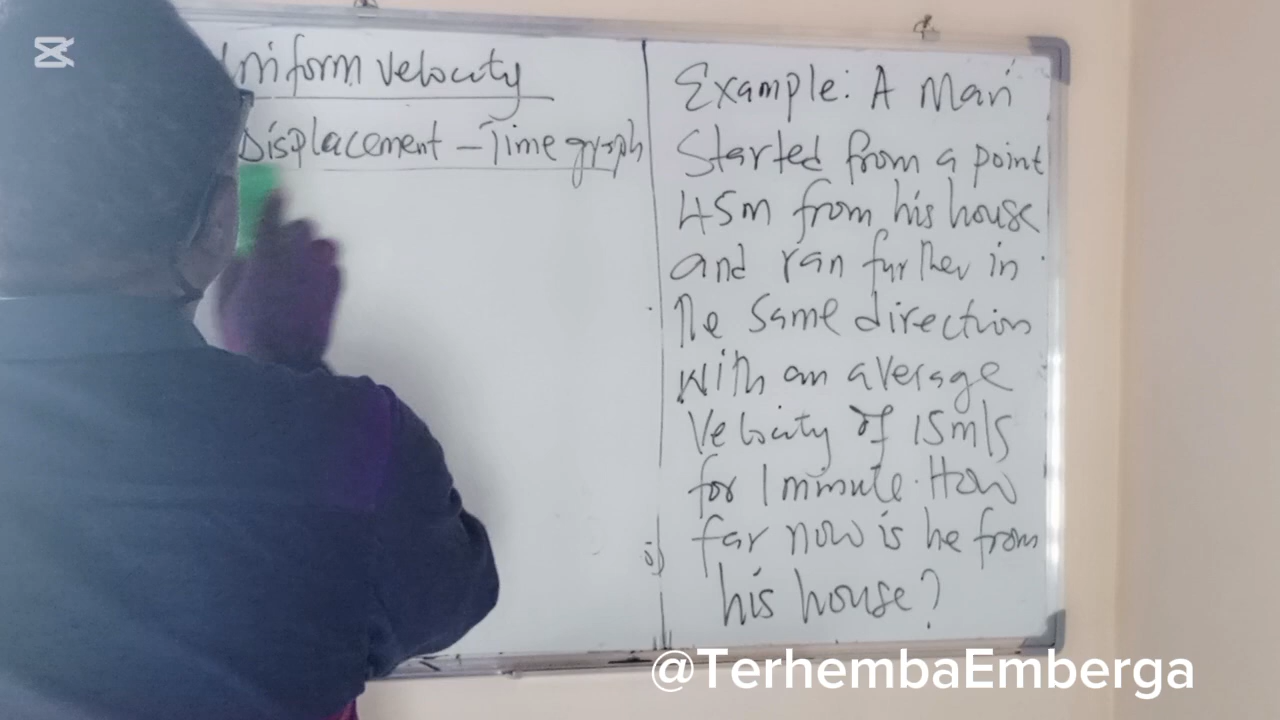 Uniform Velocity
Displacement - Time graph
Example: A Man
Started from a point
45m from his house
and ran further in
the same direction
with an average
Velocity of 15m/s
for 1 minute. How
far now is he from
his house?
@TerhembaEmberga